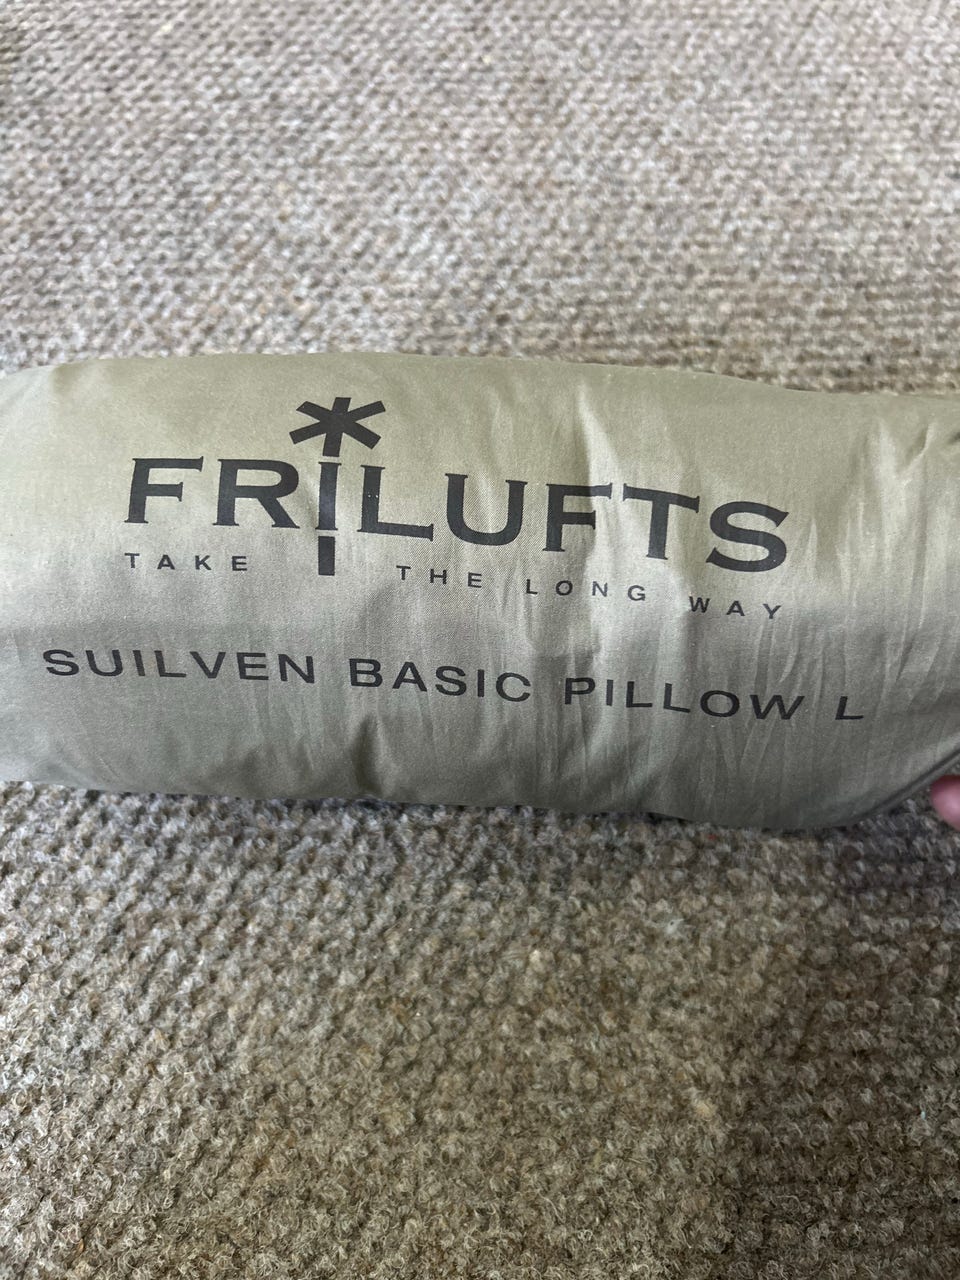 FRILUFTS
TAKE THE LONG WAY
SUILVEN BASIC PILLOW L